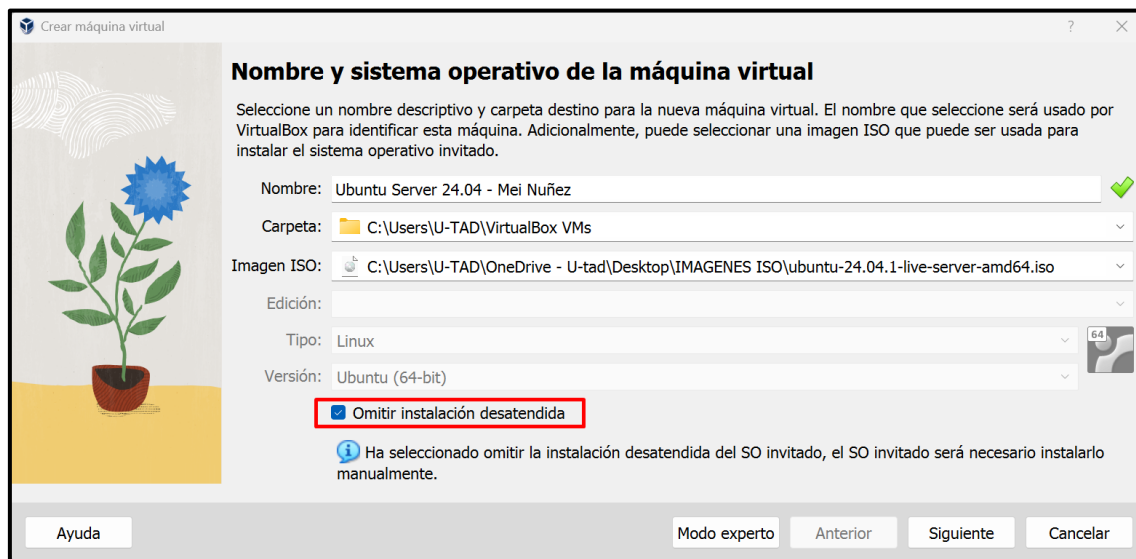 Crear máquina virtual
?
Nombre y sistema operativo de la máquina virtual
Seleccione un nombre descriptivo y carpeta destino para la nueva máquina virtual. El nombre que seleccione será usado por
VirtualBox para identificar esta máquina. Adicionalmente, puede seleccionar una imagen ISO que puede ser usada para
instalar el sistema operativo invitado.
Nombre: Ubuntu Server 24.04 - Mei Nuñez
Carpeta: C:\Users\U-TAD\VirtualBox VMs
Imagen ISO: C:\Users\U-TAD\OneDrive - U-tad\Desktop\IMAGENES ISO\ubuntu-24.04.1-live-server-amd64.iso
Edición:
Tipo: Linux
64
Versión: Ubuntu (64-bit)
Omitir instalación desatendida
Ha seleccionado omitir la instalación desatendida del SO invitado, el SO invitado será necesario instalarlo
manualmente.
Ayuda Modo experto Anterior Siguiente Cancelar